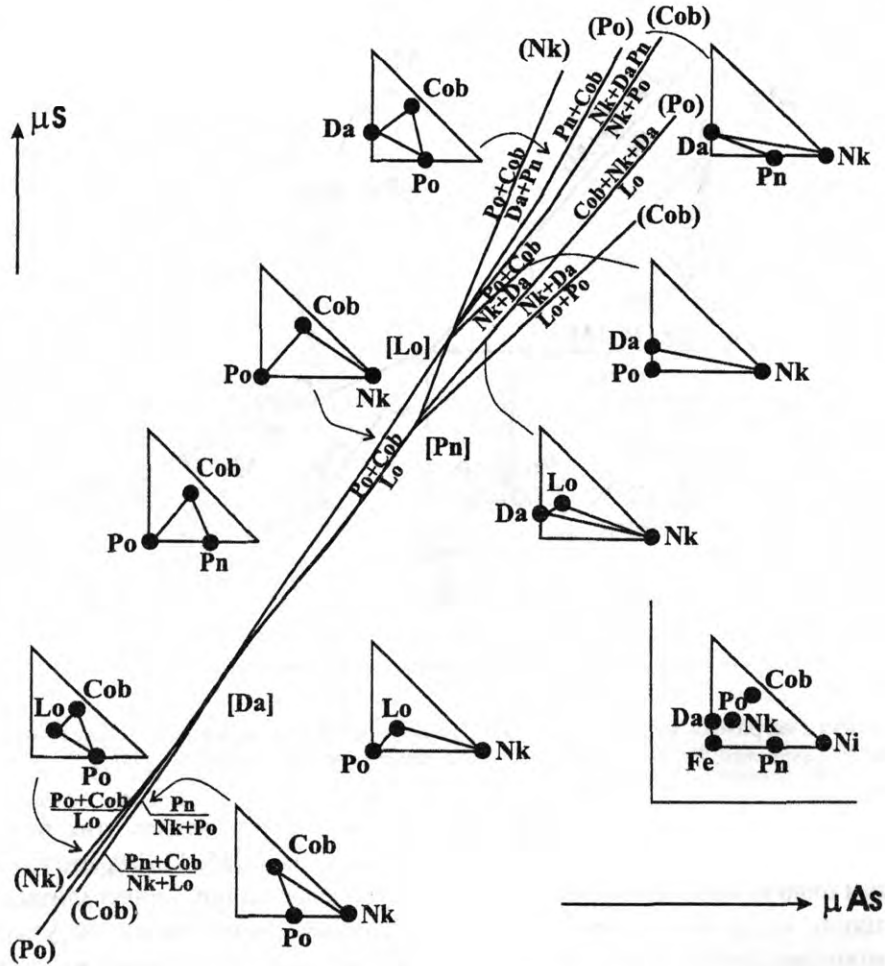 μS
(Nk)
(Po)
(Cob)
Cob
Da
Po
Po+Cob
Da+Pn
Pn+Cob
Nk+DaPn
Nk+Po
(Po)
Da
Pn
Nk
Cob+Nk+Da
Lo
(Cob)
Po+Cob
Nk+Da
Nk+Da
Lo+Po
Cob
Po
Nk
[Lo]
Da
Po
Nk
[Pn]
Po+Cob
Lo
Cob
Po
Pn
Lo
Da
Nk
Lo
Cob
Po
[Da]
Lo
Po
Nk
Cob
Po
Da
Nk
Fe
Pn
Ni
Po+Cob
Lo
Pn
Nk+Po
Pn+Cob
Nk+Lo
(Nk)
(Cob)
(Po)
Cob
Po
Nk
μAs